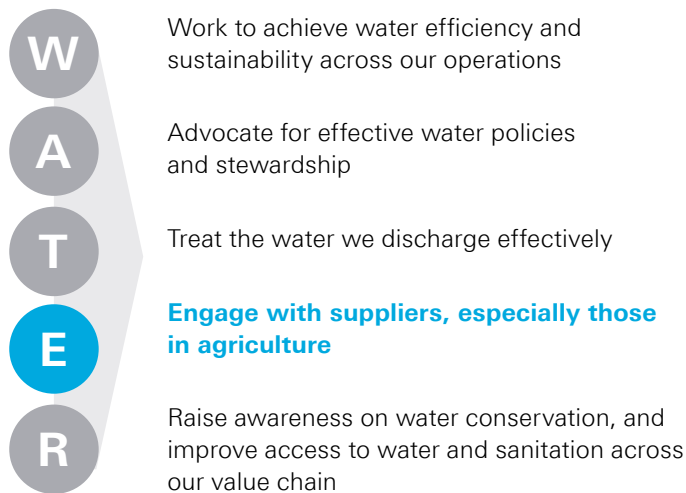 W
Work to achieve water efficiency and
sustainability across our operations
A
Advocate for effective water policies
and stewardship
T
Treat the water we discharge effectively
E
Engage with suppliers, especially those
in agriculture
R
Raise awareness on water conservation, and
improve access to water and sanitation across
our value chain